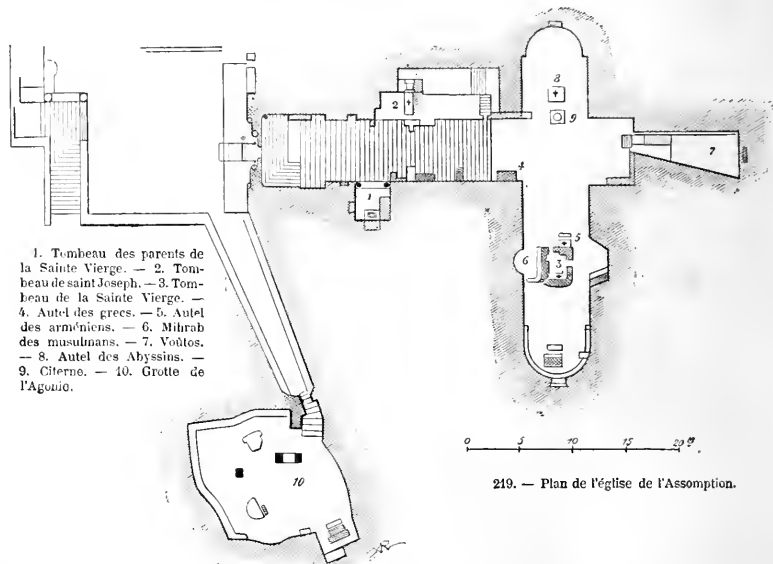 1. Tombeau des parents de
la Sainte Vierge. — 2. Tom-
beau de saint Joseph. — 3. Tom-
beau de la Sainte Vierge. —
4. Autel des grecs. — 5. Autel
des arméniens. — 6. Mihrab
des musulmans. — 7. Voûtes.
— 8. Autel des Abyssins. —
9. Citerne. — 10. Grotte de
l'Agonie.
2
8
9
7
4
1
5
6
3
10
0 5 10 15 20 m
219. — Plan de l'église de l'Assomption.